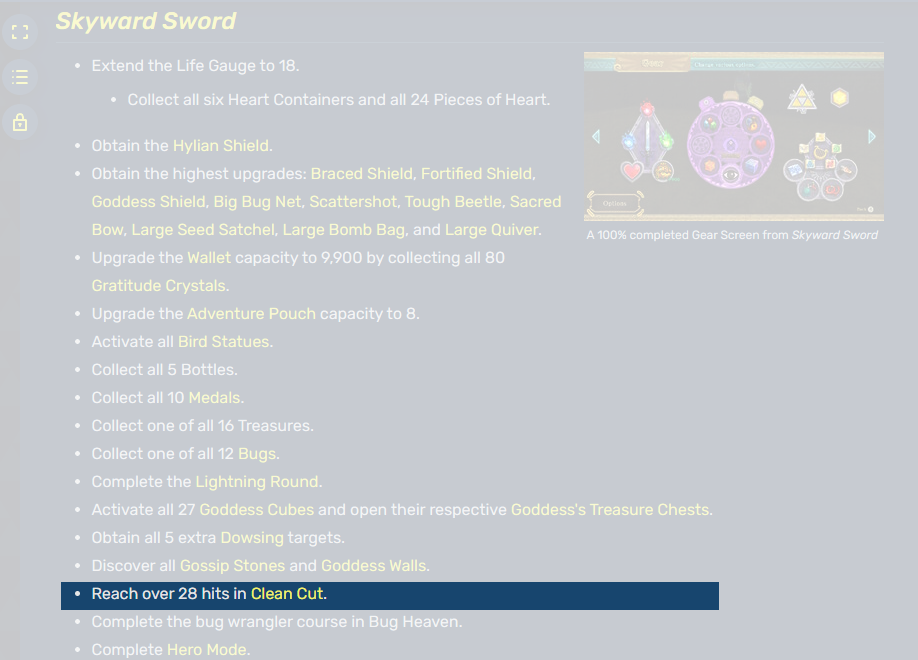 Skyward Sword
• Extend the Life Gauge to 18.
• Collect all six Heart Containers and all 24 Pieces of Heart.
• Obtain the Hylian Shield.
• Obtain the highest upgrades: Braced Shield, Fortified Shield,
Goddess Shield, Big Bug Net, Scattershot, Tough Beetle, Sacred
Bow, Large Seed Satchel, Large Bomb Bag, and Large Quiver.
• Upgrade the Wallet capacity to 9,900 by collecting all 80
Gratitude Crystals.
• Upgrade the Adventure Pouch capacity to 8.
• Activate all Bird Statues.
• Collect all 5 Bottles.
• Collect all 10 Medals.
• Collect one of all 16 Treasures.
• Collect one of all 12 Bugs.
• Complete the Lightning Round.
• Activate all 27 Goddess Cubes and open their respective Goddess's Treasure Chests.
• Obtain all 5 extra Dowsing targets.
• Discover all Gossip Stones and Goddess Walls.
• Reach over 28 hits in Clean Cut.
• Complete the bug wrangler course in Bug Heaven.
• Complete Hero Mode.
Gear
Options
A 100% completed Gear Screen from Skyward Sword